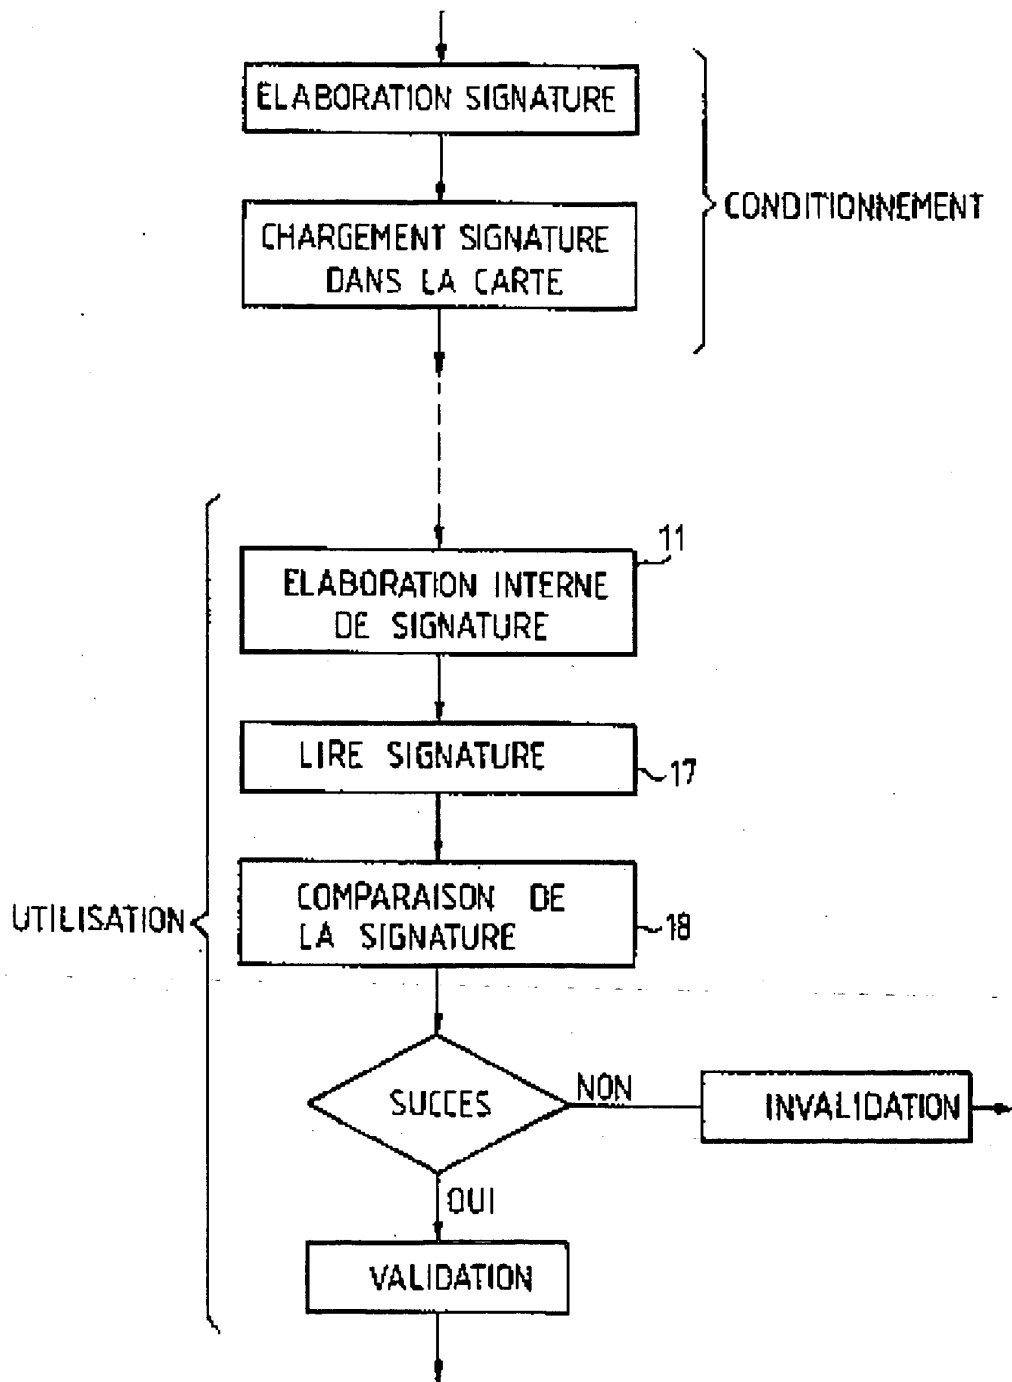 ELABORATION SIGNATURE
CHARGEMENT SIGNATURE
DANS LA CARTE
CONDITIONNEMENT
11
ELABORATION INTERNE
DE SIGNATURE
LIRE SIGNATURE
17
COMPARAISON DE
LA SIGNATURE
18
UTILISATION
SUCCES
NON
INVALIDATION
OUI
VALIDATION